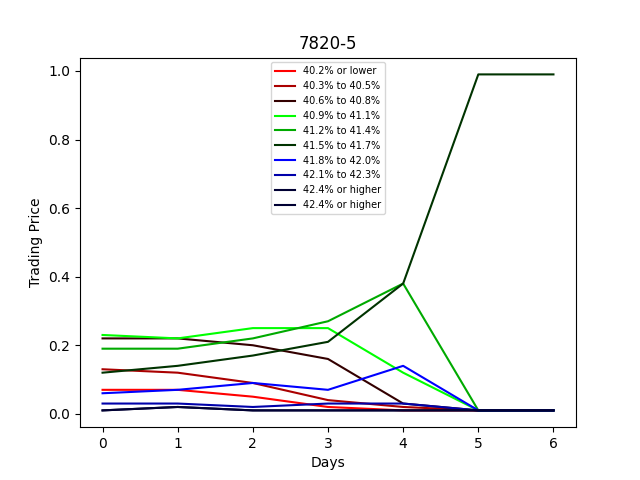 7820-5
1.0
0.8
0.6
0.4
0.2
0.0
Trading Price
40.2% or lower
40.3% to 40.5%
40.6% to 40.8%
40.9% to 41.1%
41.2% to 41.4%
41.5% to 41.7%
41.8% to 42.0%
42.1% to 42.3%
42.4% or higher
42.4% or higher
0 1 2 3 4 5 6
Days